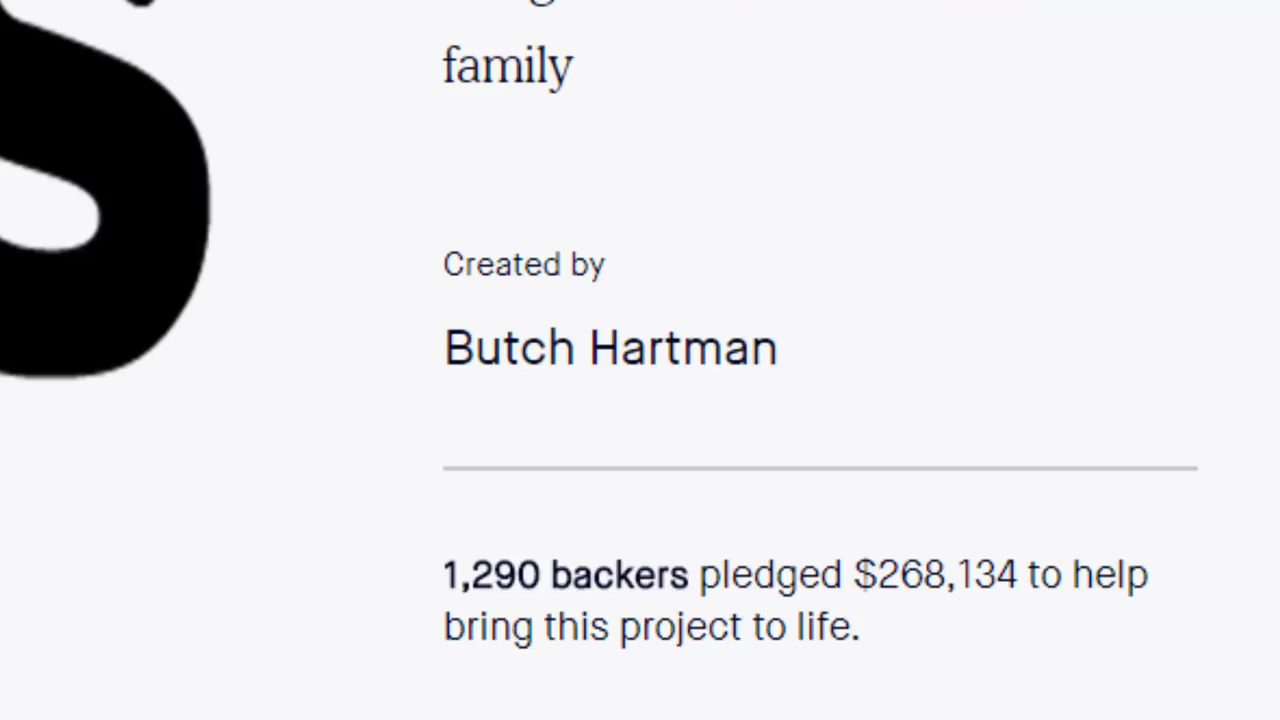 family
Created by
Butch Hartman
1,290 backers pledged $268,134 to help
bring this project to life.